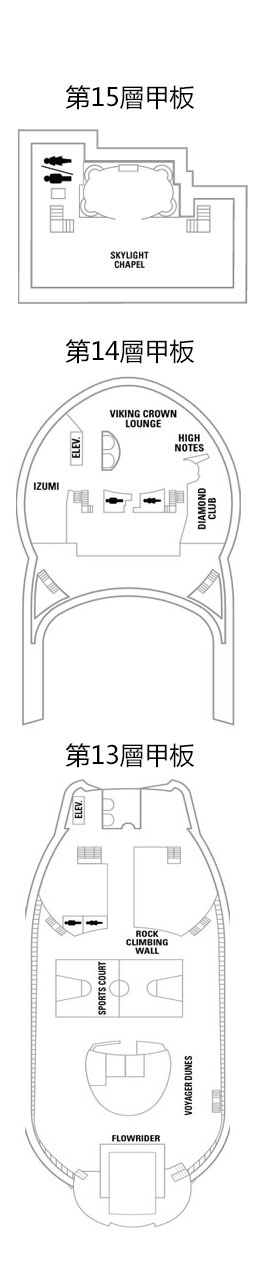 第15層甲板
SKYLIGHT
CHAPEL
第14層甲板
VIKING CROWN
LOUNGE
ELEV.
HIGH
NOTES
IZUMI
DIAMOND
CLUB
第13層甲板
ELEV.
ROCK
CLIMBING
WALL
SPORTS COURT
VOYAGER DUNES
FLOWRIDER